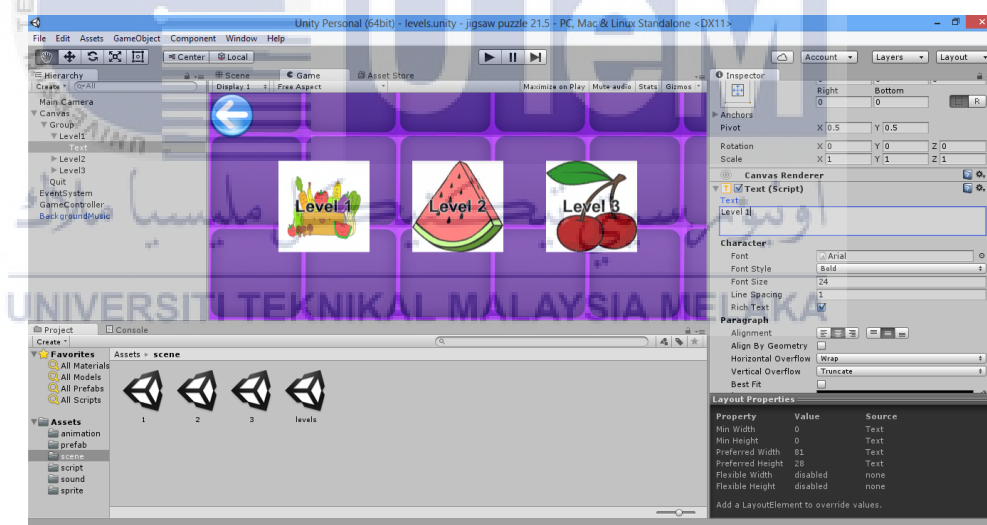 Unity Personal (64bit) - levels.unity - jigsaw puzzle 21.5 - PC, Mac & Linux Standalone <DX11>
File Edit Assets GameObject Component Window Help
Center Local Account Layers Layout
Hierarchy
Create All
Main Camera
Canvas
Group
Level1
Text
Level2
Level3
Quit
EventSystem
GameController
BackgroundMusic
Scene Game Asset Store
Display 1 Free Aspect Maximize on Play Mute audio Stats Gizmos
Level 1 Level 2 Level 3
Inspector
Right Bottom
0 0 R
Anchors
Pivot X 0.5 Y 0.5
Rotation X 0 Y 0 Z 0
Scale X 1 Y 1 Z 1
Canvas Renderer
Text (Script)
Text
Level 1
Character
Font Arial
Font Style Bold
Font Size 24
Line Spacing 1
Rich Text
Paragraph
Alignment
Align By Geometry
Horizontal Overflow Wrap
Vertical Overflow Truncate
Best Fit
Layout Properties
Property Value Source
Min Width 0 Text
Min Height 0 Text
Preferred Width 81 Text
Preferred Height 28 Text
Flexible Width disabled none
Flexible Height disabled none
Add a LayoutElement to override values.
Project Console
Create
Favorites
All Materials
All Models
All Prefabs
All Scripts
Assets
animation
prefab
scene
script
sound
sprite
Assets scene
1 2 3 levels
UNIVERSITI TEKNIKAL MALAYSIA MELAKA